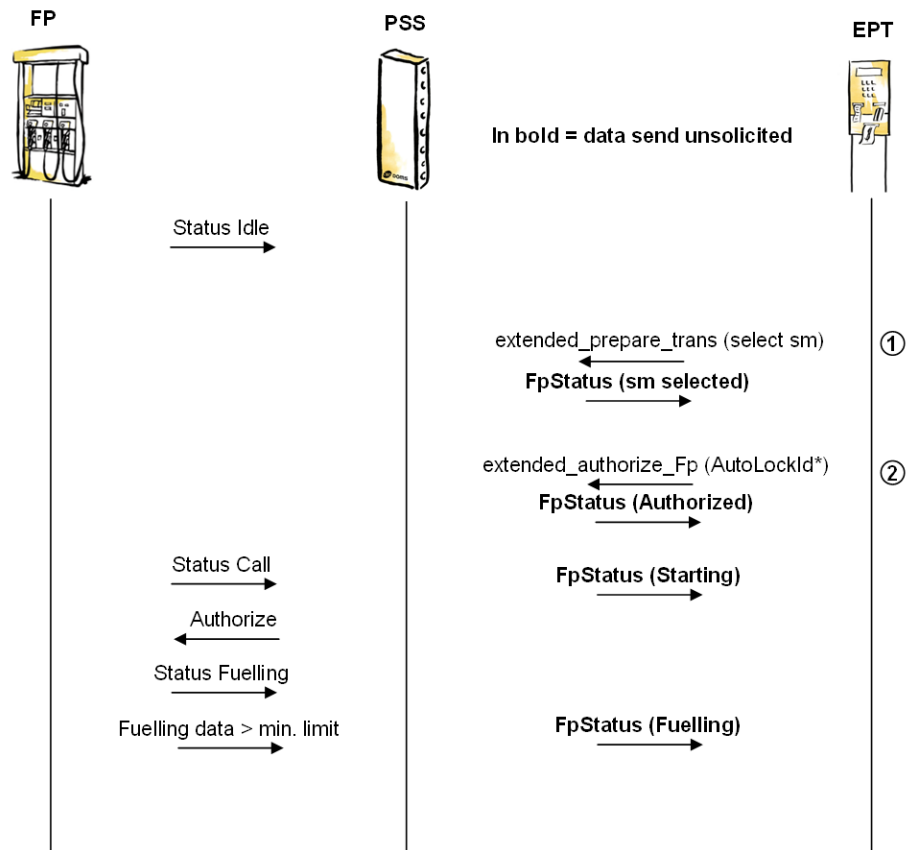 FP
PSS
EPT
DOMS
In bold = data send unsolicited
Status Idle
extended_prepare_trans (select sm)
①
FpStatus (sm selected)
extended_authorize_Fp (AutoLockId*)
②
FpStatus (Authorized)
Status Call
FpStatus (Starting)
Authorize
Status Fuelling
Fuelling data > min. limit
FpStatus (Fuelling)